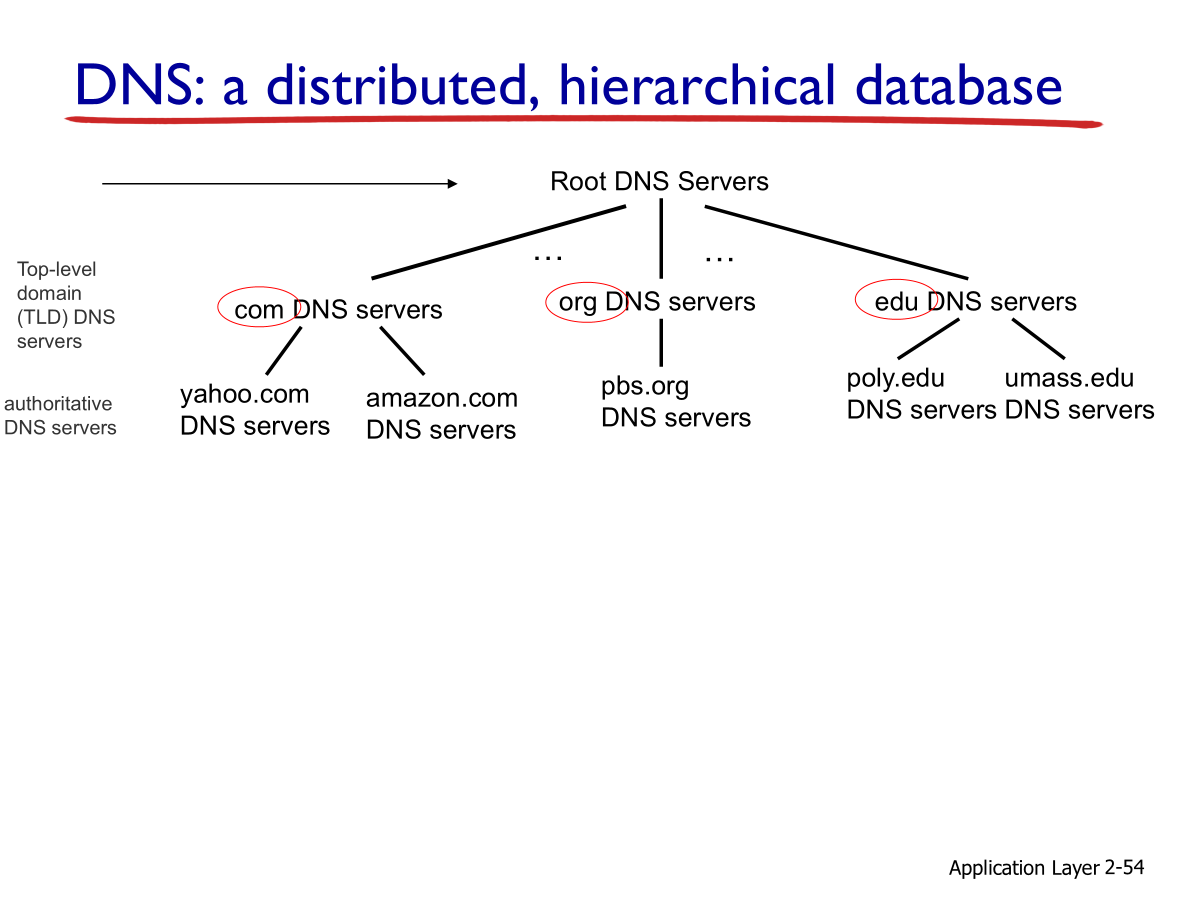 DNS: a distributed, hierarchical database
Root DNS Servers
… …
Top-level
domain
(TLD) DNS
servers
com DNS servers
org DNS servers
edu DNS servers
authoritative
DNS servers
yahoo.com
DNS servers
amazon.com
DNS servers
pbs.org
DNS servers
poly.edu
DNS servers
umass.edu
DNS servers
Application Layer 2-54